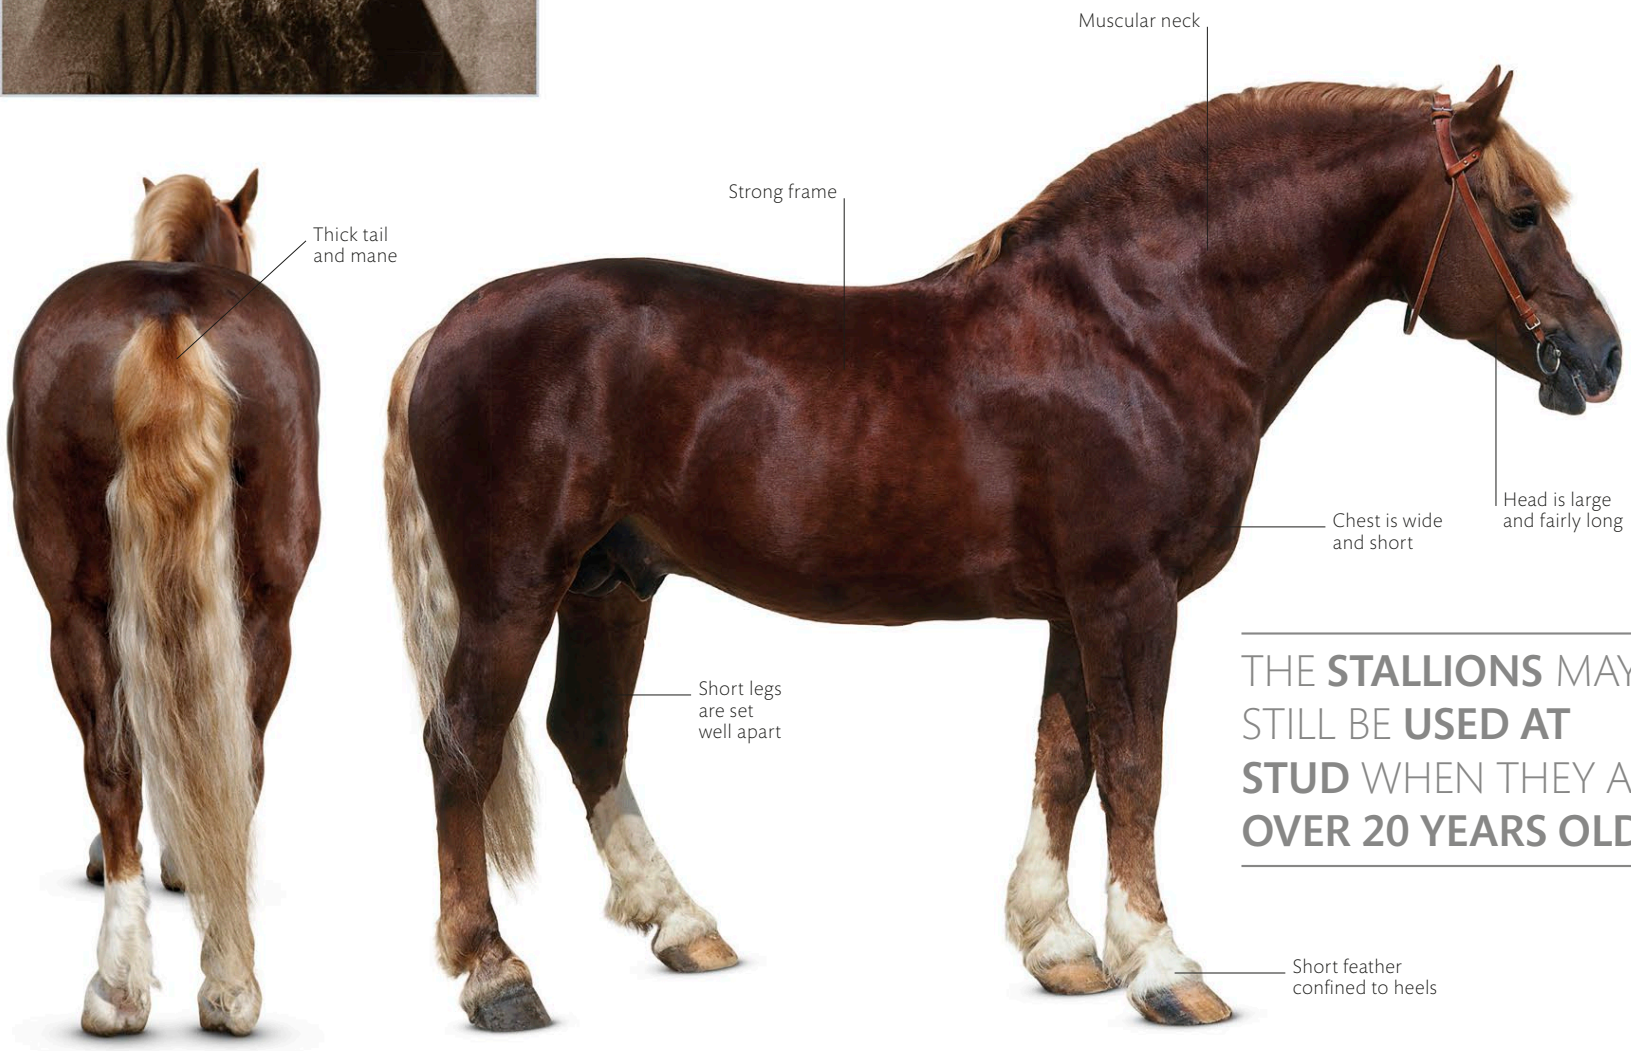 Muscular neck
Strong frame
Thick tail
and mane
Head is large
and fairly long
Chest is wide
and short
THE STALLIONS MAY
STILL BE USED AT
STUD WHEN THEY
OVER 20 YEARS OLD
Short legs
are set
well apart
Short feather
confined to heels